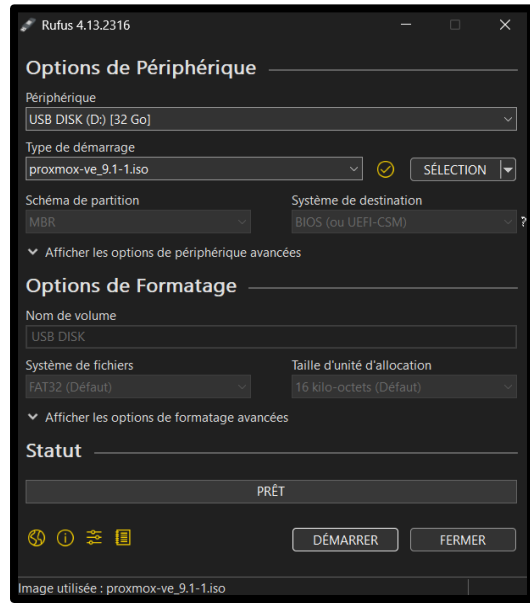 Rufus 4.13.2316
Options de Périphérique
Périphérique
USB DISK (D:) [32 Go]
Type de démarrage
proxmox-ve_9.1-1.iso
SÉLECTION
Schéma de partition
Système de destination
MBR
BIOS (ou UEFI-CSM)
?
Afficher les options de périphérique avancées
Options de Formatage
Nom de volume
USB DISK
Système de fichiers
Taille d'unité d'allocation
FAT32 (Défaut)
16 kilo-octets (Défaut)
Afficher les options de formatage avancées
Statut
PRÊT
DÉMARRER
FERMER
Image utilisée : proxmox-ve_9.1-1.iso